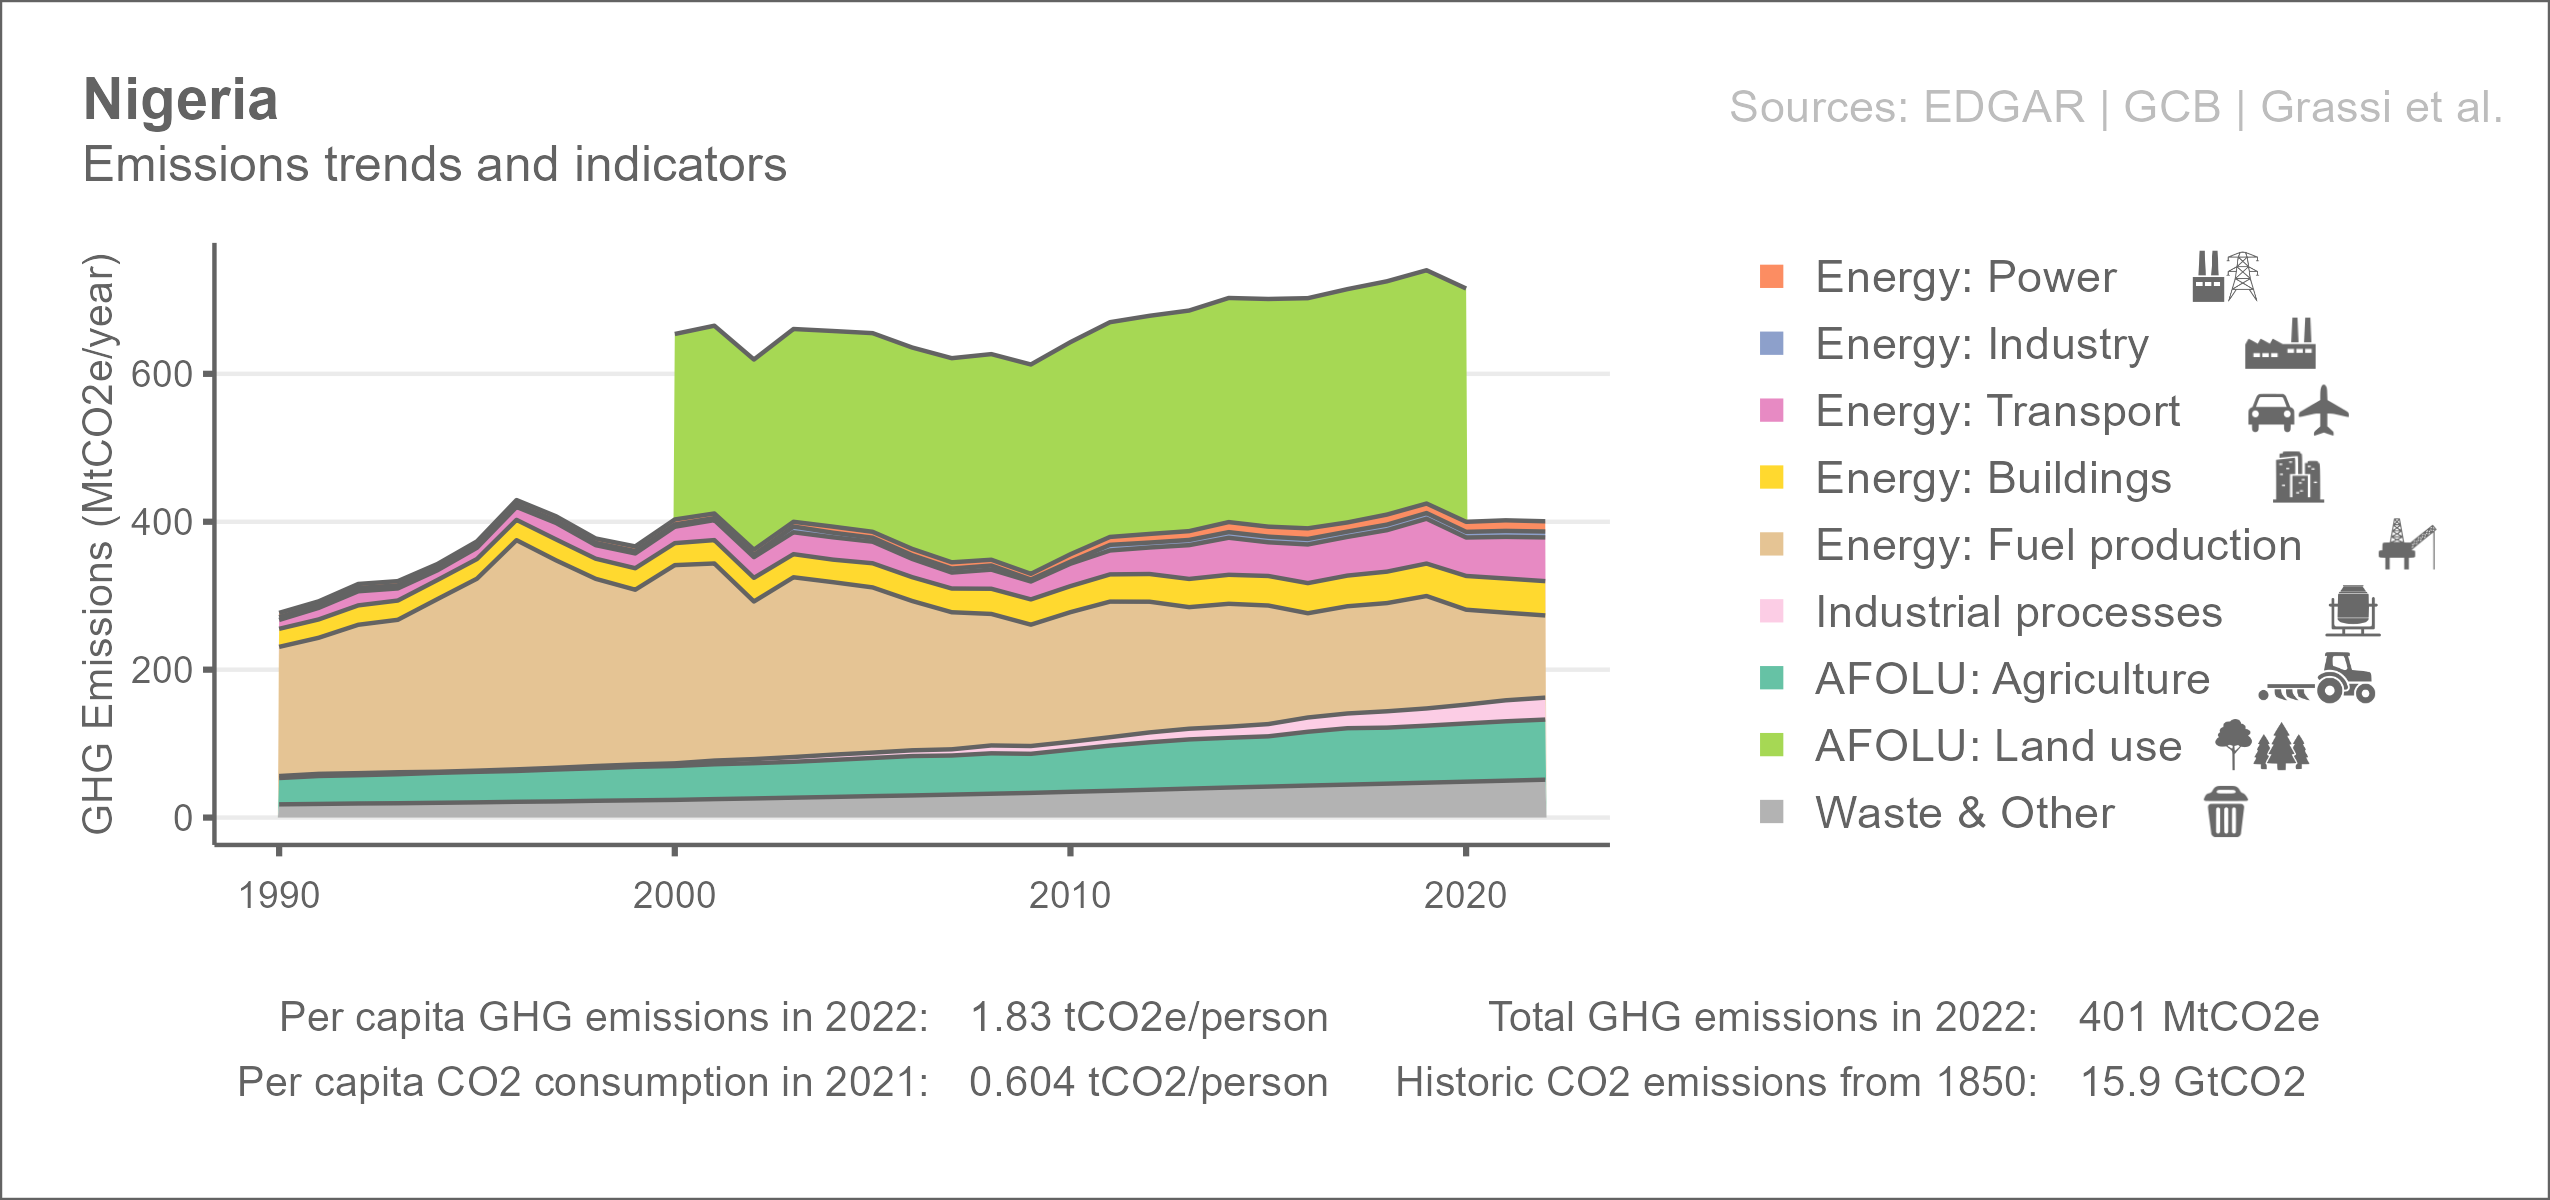 Nigeria
Sources: EDGAR | GCB | Grassi et al.
Emissions trends and indicators
GHG Emissions (MtCO2e/year)
600
400
200
0
1990
2000
2010
2020
Energy: Power
Energy: Industry
Energy: Transport
Energy: Buildings
Energy: Fuel production
Industrial processes
AFOLU: Agriculture
AFOLU: Land use
Waste & Other
Per capita GHG emissions in 2022: 1.83 tCO2e/person
Total GHG emissions in 2022: 401 MtCO2e
Per capita CO2 consumption in 2021: 0.604 tCO2/person
Historic CO2 emissions from 1850: 15.9 GtCO2